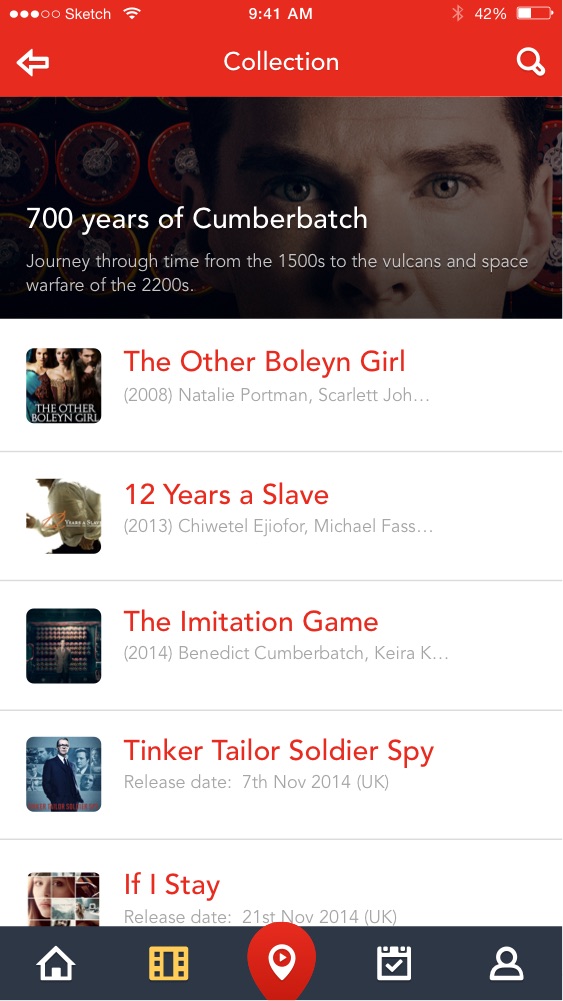 Sketch 9:41 AM 42%
Collection
700 years of Cumberbatch
Journey through time from the 1500s to the vulcans and space
warfare of the 2200s.
The Other Boleyn Girl
(2008) Natalie Portman, Scarlett Joh…
THE OTHER
BOLEYN GIRL
12 Years a Slave
(2013) Chiwetel Ejiofor, Michael Fass…
YEARS A SLAVE
The Imitation Game
(2014) Benedict Cumberbatch, Keira K…
Tinker Tailor Soldier Spy
Release date: 7th Nov 2014 (UK)
If I Stay
Release date: 21st Nov 2014 (UK)